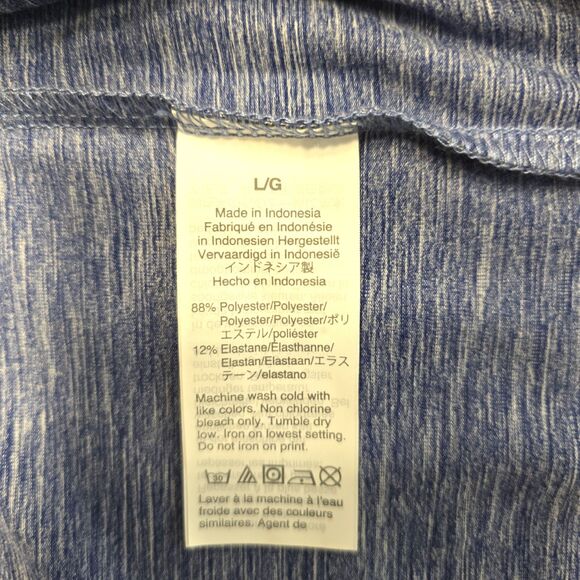 L/G
Made in Indonesia
Fabriqué en Indonésie
in Indonesien Hergestellt
Vervaardigd in Indonesië
インドネシア製
Hecho en Indonesia
88% Polyester/Polyester/
Polyester/Polyester/ポリ
エステル/poliéster
12% Elastane/Élasthanne/
Elastan/Elastaan/エラス
テーン/elastano
Machine wash cold with
like colors. Non chlorine
bleach only. Tumble dry
low. Iron on lowest setting.
Do not iron on print.
30
Laver à la machine à l'eau
froide avec des couleurs
similaires. Agent de